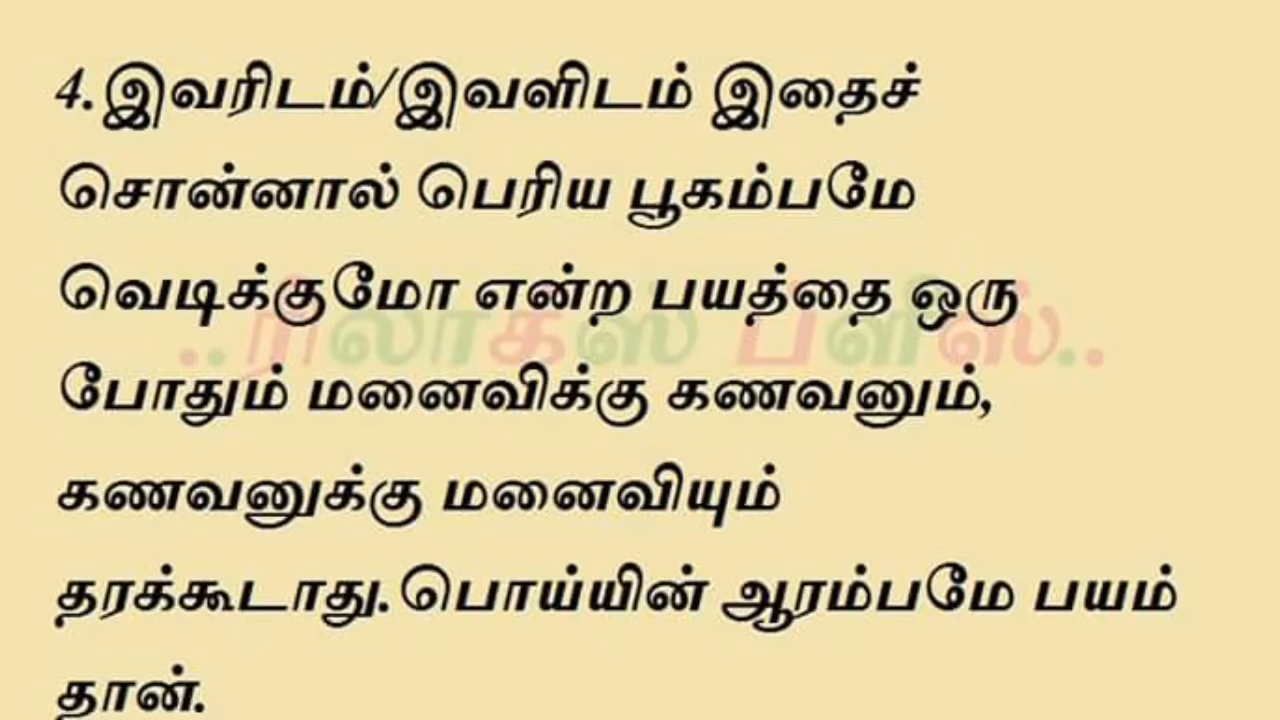 4.இவரிடம்/இவளிடம் இதைச்
சொன்னால் பெரிய பூகம்பமே
வெடிக்குமோ என்ற பயத்தை ஒரு
..ரிலாக்ஸ் ப்ளீஸ்..
போதும் மனைவிக்கு கணவனும்,
கணவனுக்கு மனைவியும்
தரக்கூடாது. பொய்யின் ஆரம்பமே பயம்
தான்.